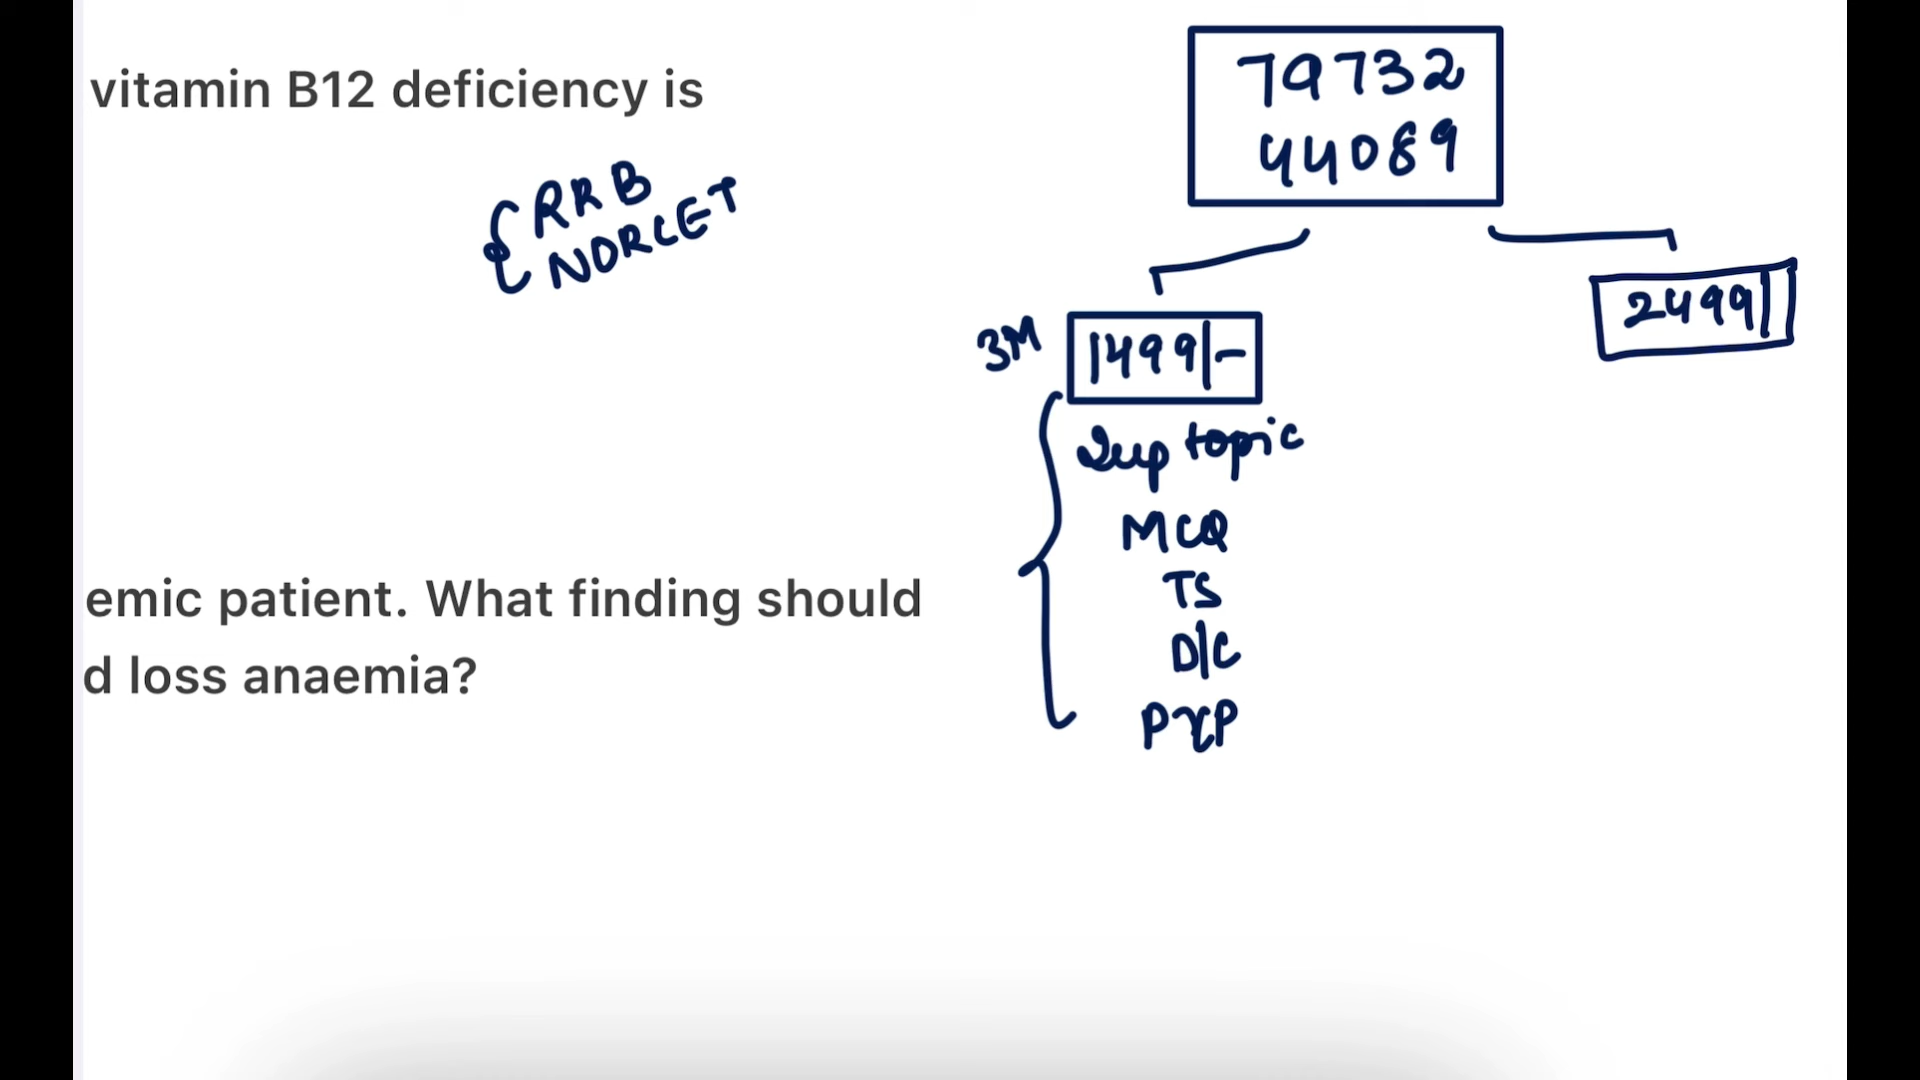 vitamin B12 deficiency is
RRB
NORCET
79732
44089
3M
1499/-
2499/
Imp topic
MCQ
TS
D/C
PYP
emic patient. What finding should
d loss anaemia?